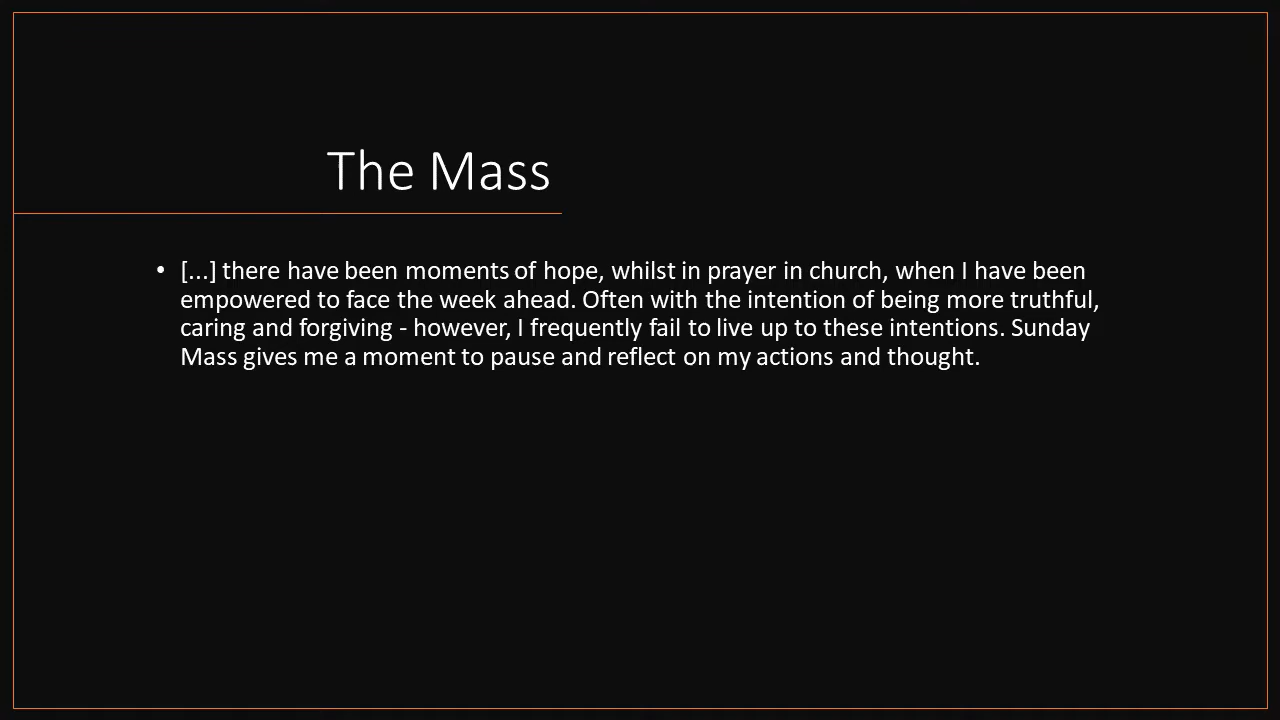 The Mass
• [...] there have been moments of hope, whilst in prayer in church, when I have been
empowered to face the week ahead. Often with the intention of being more truthful,
caring and forgiving - however, I frequently fail to live up to these intentions. Sunday
Mass gives me a moment to pause and reflect on my actions and thought.